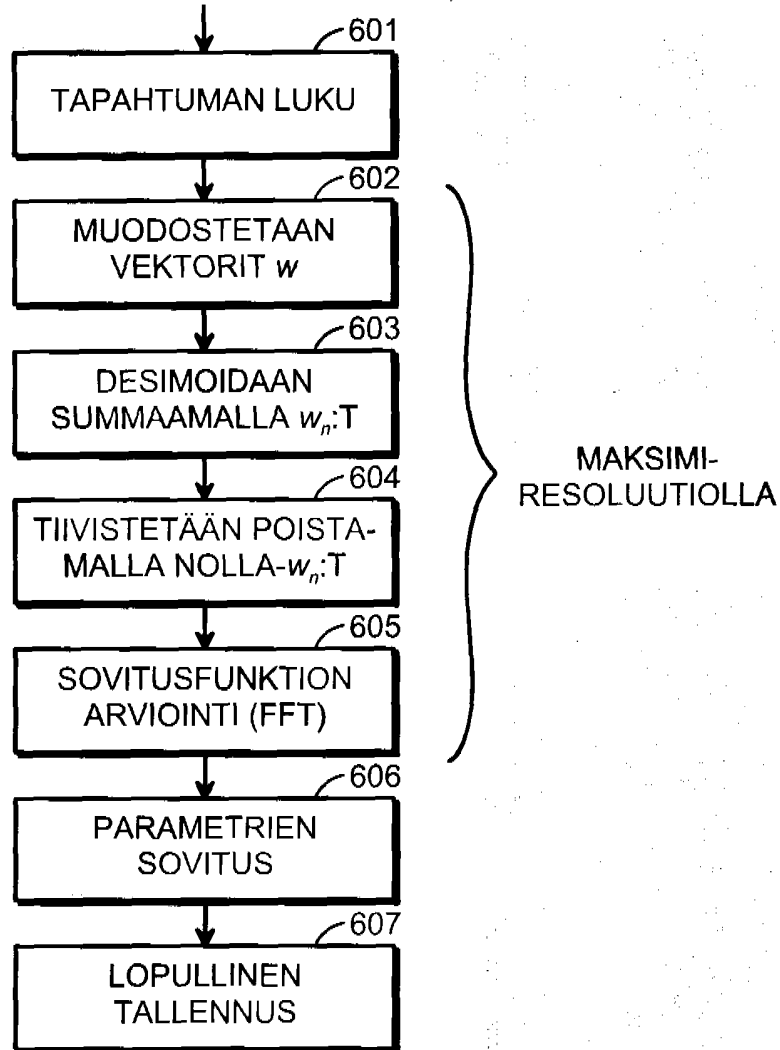 601
TAPAHTUMAN LUKU
602
MUODOSTETAAN
VEKTORIT w
603
DESIMOIDAAN
SUMMAAMALLA wₙ:T
604
TIIVISTETÄÄN POISTA-
MALLA NOLLA-wₙ:T
605
SOVITUSFUNKTION
ARVIOINTI (FFT)
MAKSIMI-
RESOLUUTIOLLA
606
PARAMETRIEN
SOVITUS
607
LOPULLINEN
TALLENNUS